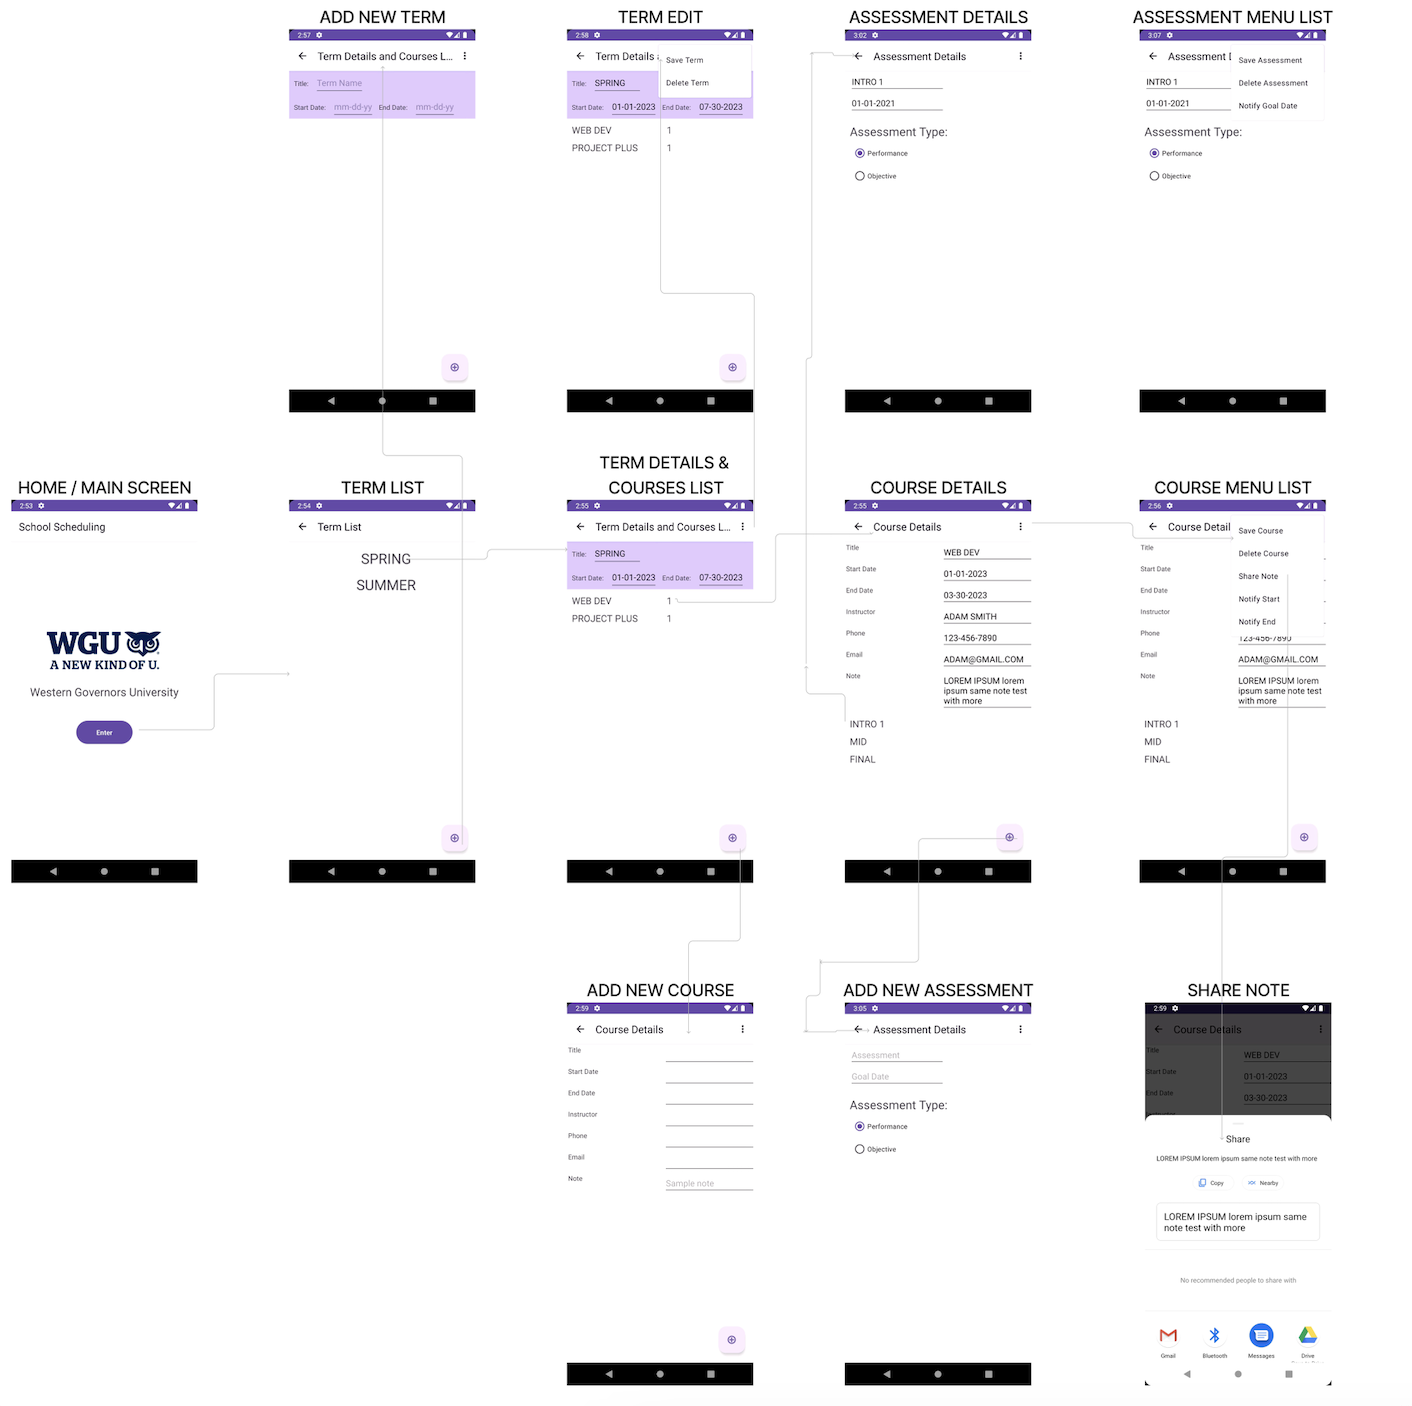 ADD NEW TERM
2:57
Term Details and Courses L...
Title: Term Name
Start Date: mm-dd-yy End Date: mm-dd-yy
TERM EDIT
2:58
Term Details
Save Term
Delete Term
Title: SPRING
Start Date: 01-01-2023 End Date: 07-30-2023
WEB DEV 1
PROJECT PLUS 1
ASSESSMENT DETAILS
3:02
Assessment Details
INTRO 1
01-01-2021
Assessment Type:
Performance
Objective
ASSESSMENT MENU LIST
3:07
Assessment
Save Assessment
Delete Assessment
Notify Goal Date
INTRO 1
01-01-2021
Assessment Type:
Performance
Objective
HOME / MAIN SCREEN
2:53
School Scheduling
WGU
A NEW KIND OF U.
Western Governors University
Enter
TERM LIST
2:54
Term List
SPRING
SUMMER
TERM DETAILS &
COURSES LIST
2:55
Term Details and Courses L...
Title: SPRING
Start Date: 01-01-2023 End Date: 07-30-2023
WEB DEV 1
PROJECT PLUS 1
COURSE DETAILS
2:55
Course Details
Title WEB DEV
Start Date 01-01-2023
End Date 03-30-2023
Instructor ADAM SMITH
Phone 123-456-7890
Email ADAM@GMAIL.COM
Note LOREM IPSUM lorem
ipsum same note test
with more
INTRO 1
MID
FINAL
COURSE MENU LIST
2:56
Course Detail
Save Course
Delete Course
Share Note
Notify Start
Notify End
Title
Start Date
End Date
Instructor
Phone 123-456-7890
Email ADAM@GMAIL.COM
Note LOREM IPSUM lorem
ipsum same note test
with more
INTRO 1
MID
FINAL
ADD NEW COURSE
2:59
Course Details
Title
Start Date
End Date
Instructor
Phone
Email
Note Sample note
ADD NEW ASSESSMENT
3:05
Assessment Details
Assessment
Goal Date
Assessment Type:
Performance
Objective
SHARE NOTE
2:59
Course Details
Title WEB DEV
Start Date 01-01-2023
End Date 03-30-2023
Share
LOREM IPSUM lorem ipsum same note test with more
Copy Nearby
LOREM IPSUM lorem ipsum same
note test with more
No recommended people to share with
Gmail Bluetooth Messages Drive